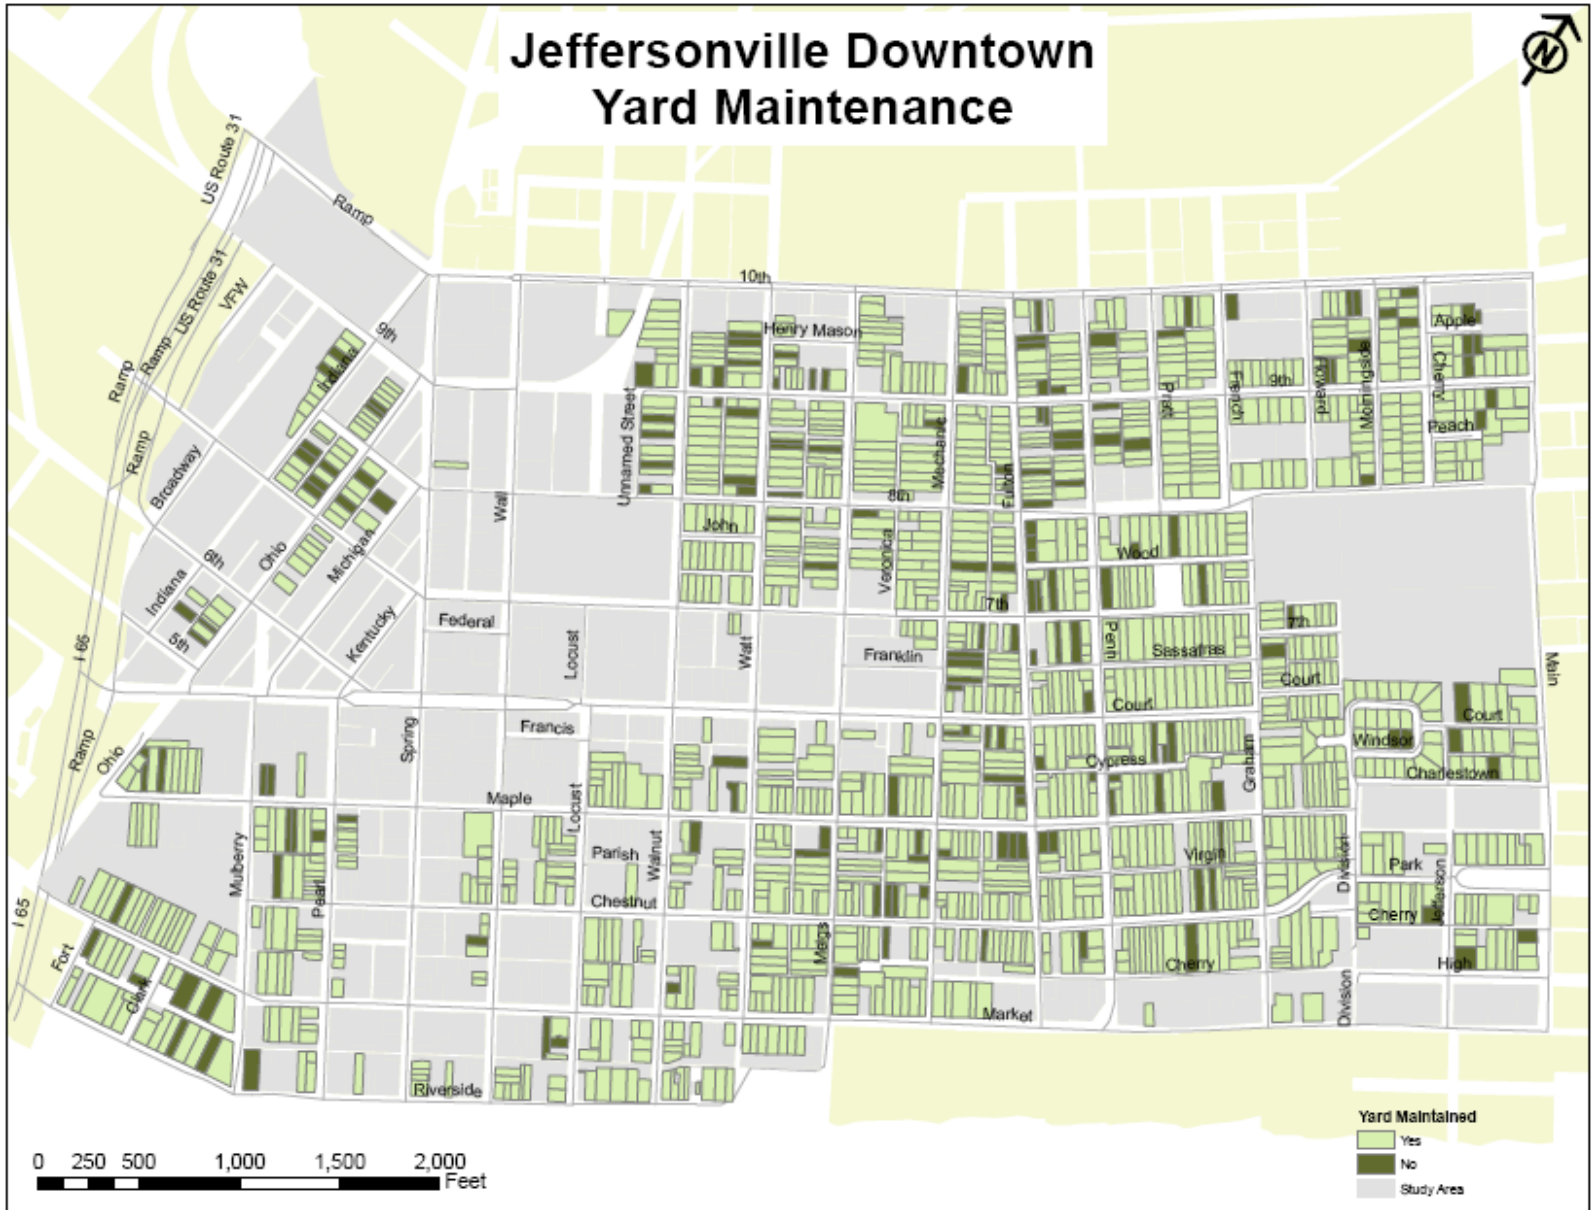 Jeffersonville Downtown
Yard Maintenance
N
US Route 31
Ramp
US Route 31
VFW
Ramp
Ramp
Ramp
10th
Henry Mason
9th
Indiana
Apple
Cherry
Morningside
Howard
9th
French
Pratt
Unnamed Street
Peach
Mechanic
Fulton
8th
Broadway
Wall
John
Wood
Veronica
7th
6th
Ohio
Michigan
Indiana
5th
Kentucky
Federal
Locust
Watt
Franklin
Penn
Sassafras
7th
Court
Court
Main
I 65
Ramp
Ohio
Spring
Francis
Cypress
Graham
Windsor
Court
Charlestown
Maple
Locust
Mulberry
Pearl
Parish
Walnut
Chestnut
Virgin
Division
Park
Jefferson
Cherry
I 65
Fort
Clark
Meigs
Cherry
High
Market
Division
Riverside
Yard Maintained
Yes
No
Study Area
0 250 500 1,000 1,500 2,000
Feet